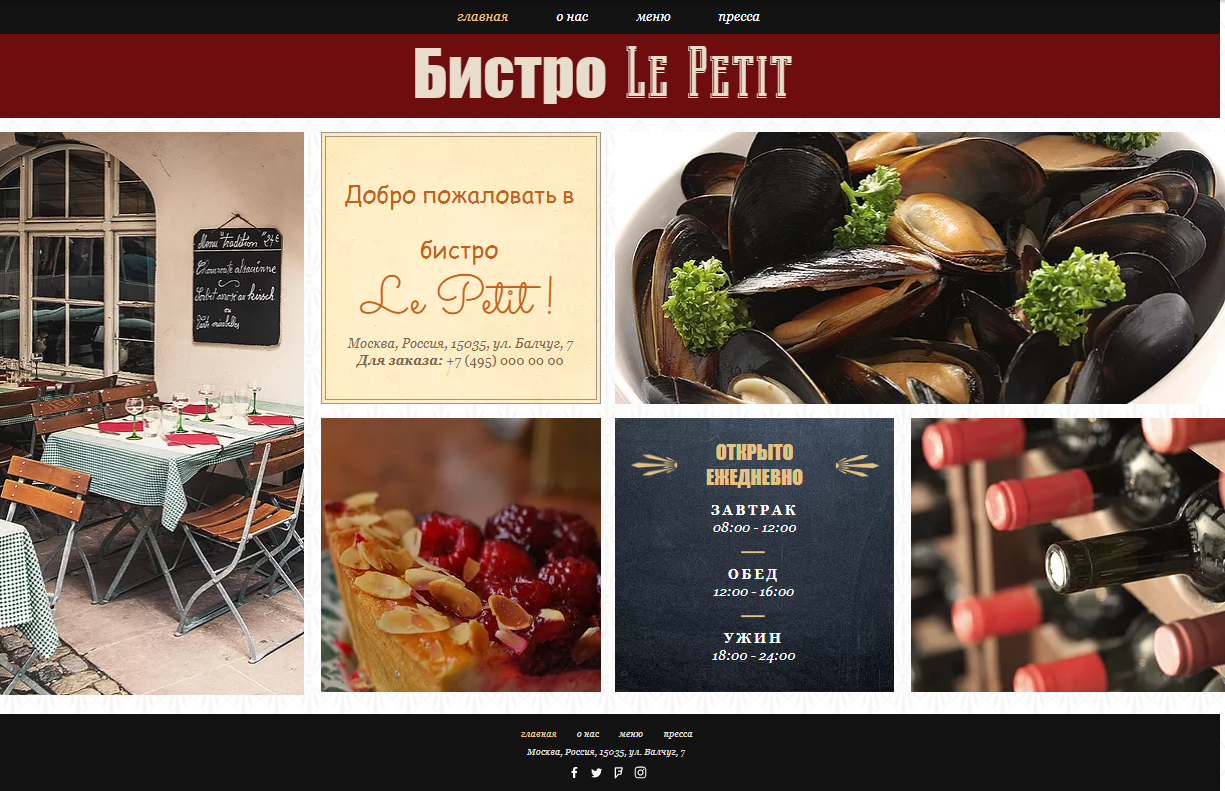 главная о нас меню пресса
Бистро Le Petit
Menu "tradition" 24€
Choucroute alsacienne
Sorbet arrosé au kirsch
ou
Tarte mirabelles
Добро пожаловать в
бистро
Le Petit !
Москва, Россия, 15035, ул. Балчуг, 7
Для заказа: +7 (495) 000 00 00
ОТКРЫТО
ЕЖЕДНЕВНО
ЗАВТРАК
08:00 - 12:00
ОБЕД
12:00 - 16:00
УЖИН
18:00 - 24:00
главная о нас меню пресса
Москва, Россия, 15035, ул. Балчуг, 7